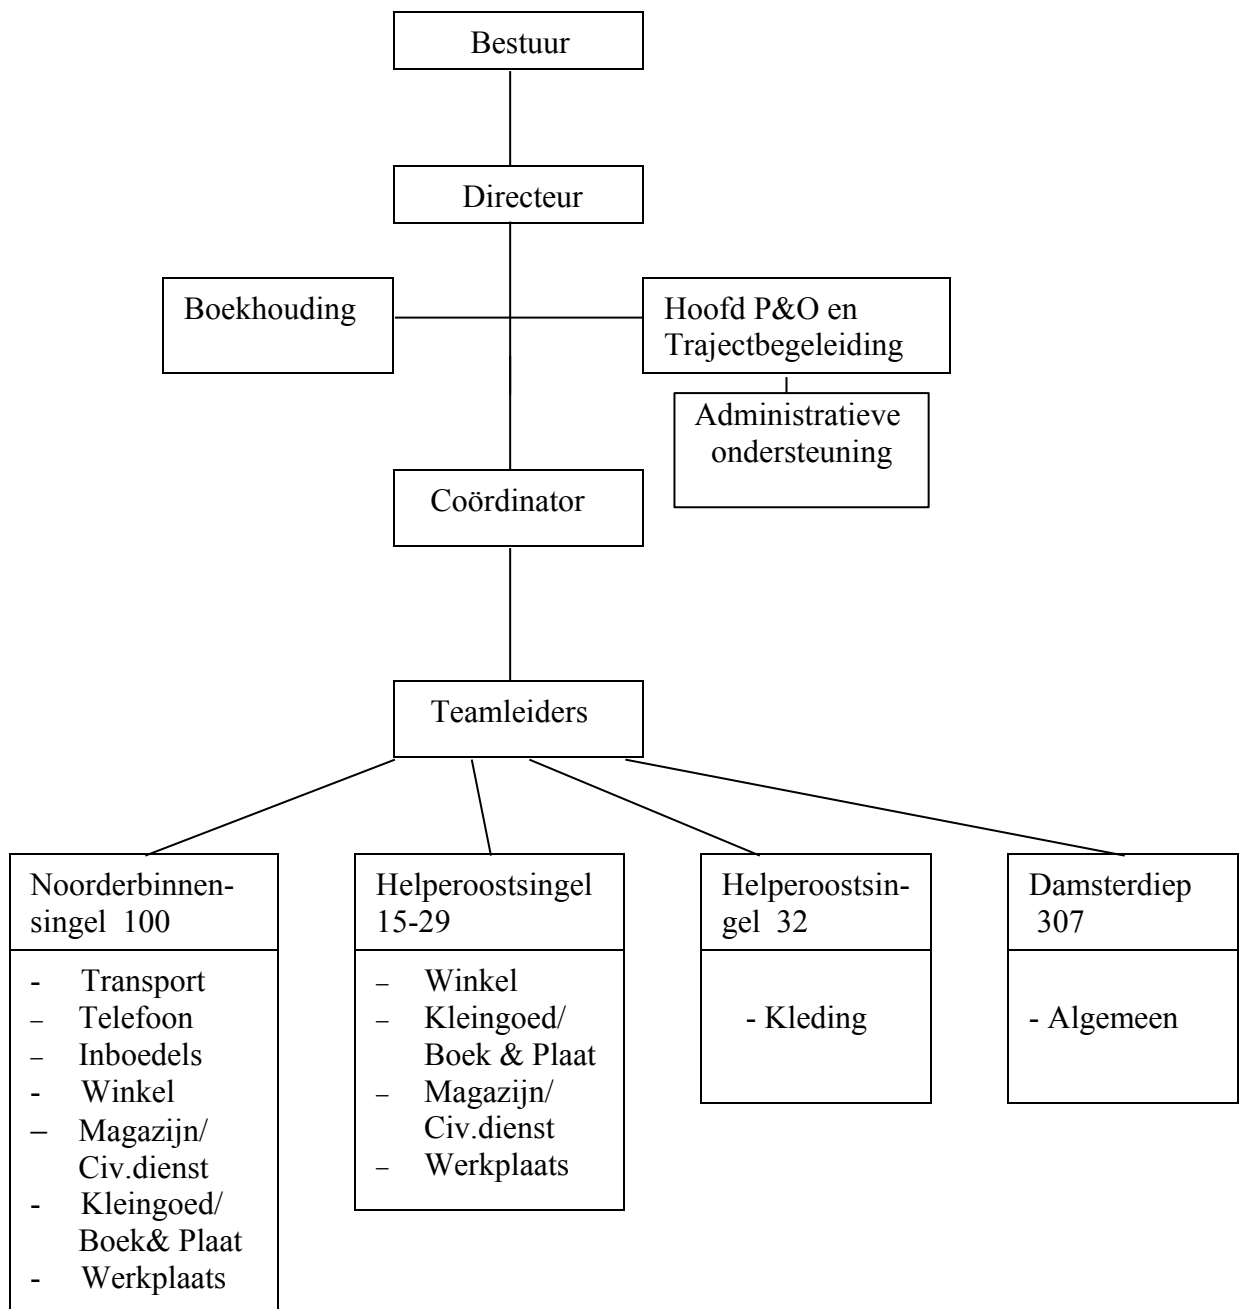 Bestuur
Directeur
Boekhouding
Hoofd P&O en
Trajectbegeleiding
Administratieve
ondersteuning
Coördinator
Teamleiders
Noorderbinnen-
singel 100
- Transport
- Telefoon
- Inboedels
- Winkel
- Magazijn/
Civ.dienst
- Kleingoed/
Boek& Plaat
- Werkplaats
Helperoostsingel
15-29
- Winkel
- Kleingoed/
Boek & Plaat
- Magazijn/
Civ.dienst
- Werkplaats
Helperoostsin-
gel 32
- Kleding
Damsterdiep
307
- Algemeen